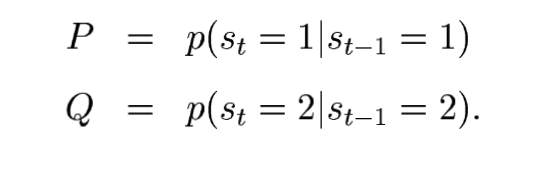 P = p(s_t = 1|s_{t−1} = 1)
Q = p(s_t = 2|s_{t−1} = 2).